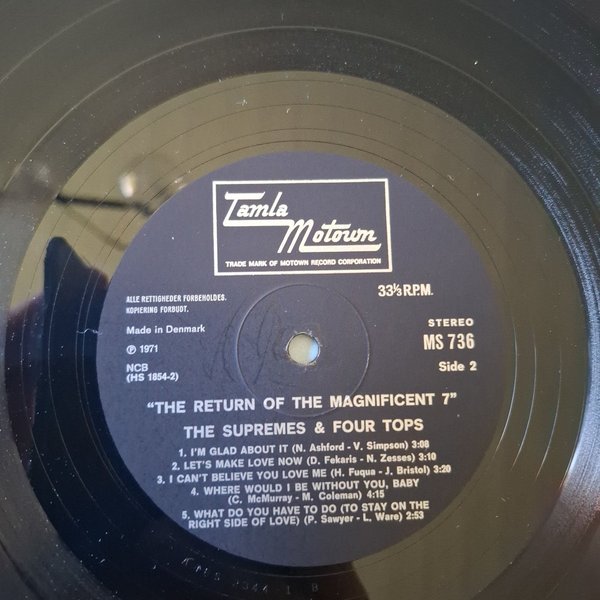 Tamla
Motown
TRADE MARK OF MOTOWN RECORD CORPORATION
33⅓ R.P.M.
ALLE RETTIGHEDER FORBEHOLDES.
KOPIERING FORBUDT.
Made in Denmark
℗ 1971
NCB
(HS 1854-2)
STEREO
MS 736
Side 2
"THE RETURN OF THE MAGNIFICENT 7"
THE SUPREMES & FOUR TOPS
1. I'M GLAD ABOUT IT (N. Ashford - V. Simpson) 3:08
2. LET'S MAKE LOVE NOW (D. Fekaris - N. Zesses) 3:10
3. I CAN'T BELIEVE YOU LOVE ME (H. Fuqua - J. Bristol) 3:20
4. WHERE WOULD I BE WITHOUT YOU, BABY
(C. McMurray - M. Coleman) 4:15
5. WHAT DO YOU HAVE TO DO (TO STAY ON THE
RIGHT SIDE OF LOVE) (P. Sawyer - L. Ware) 2:53